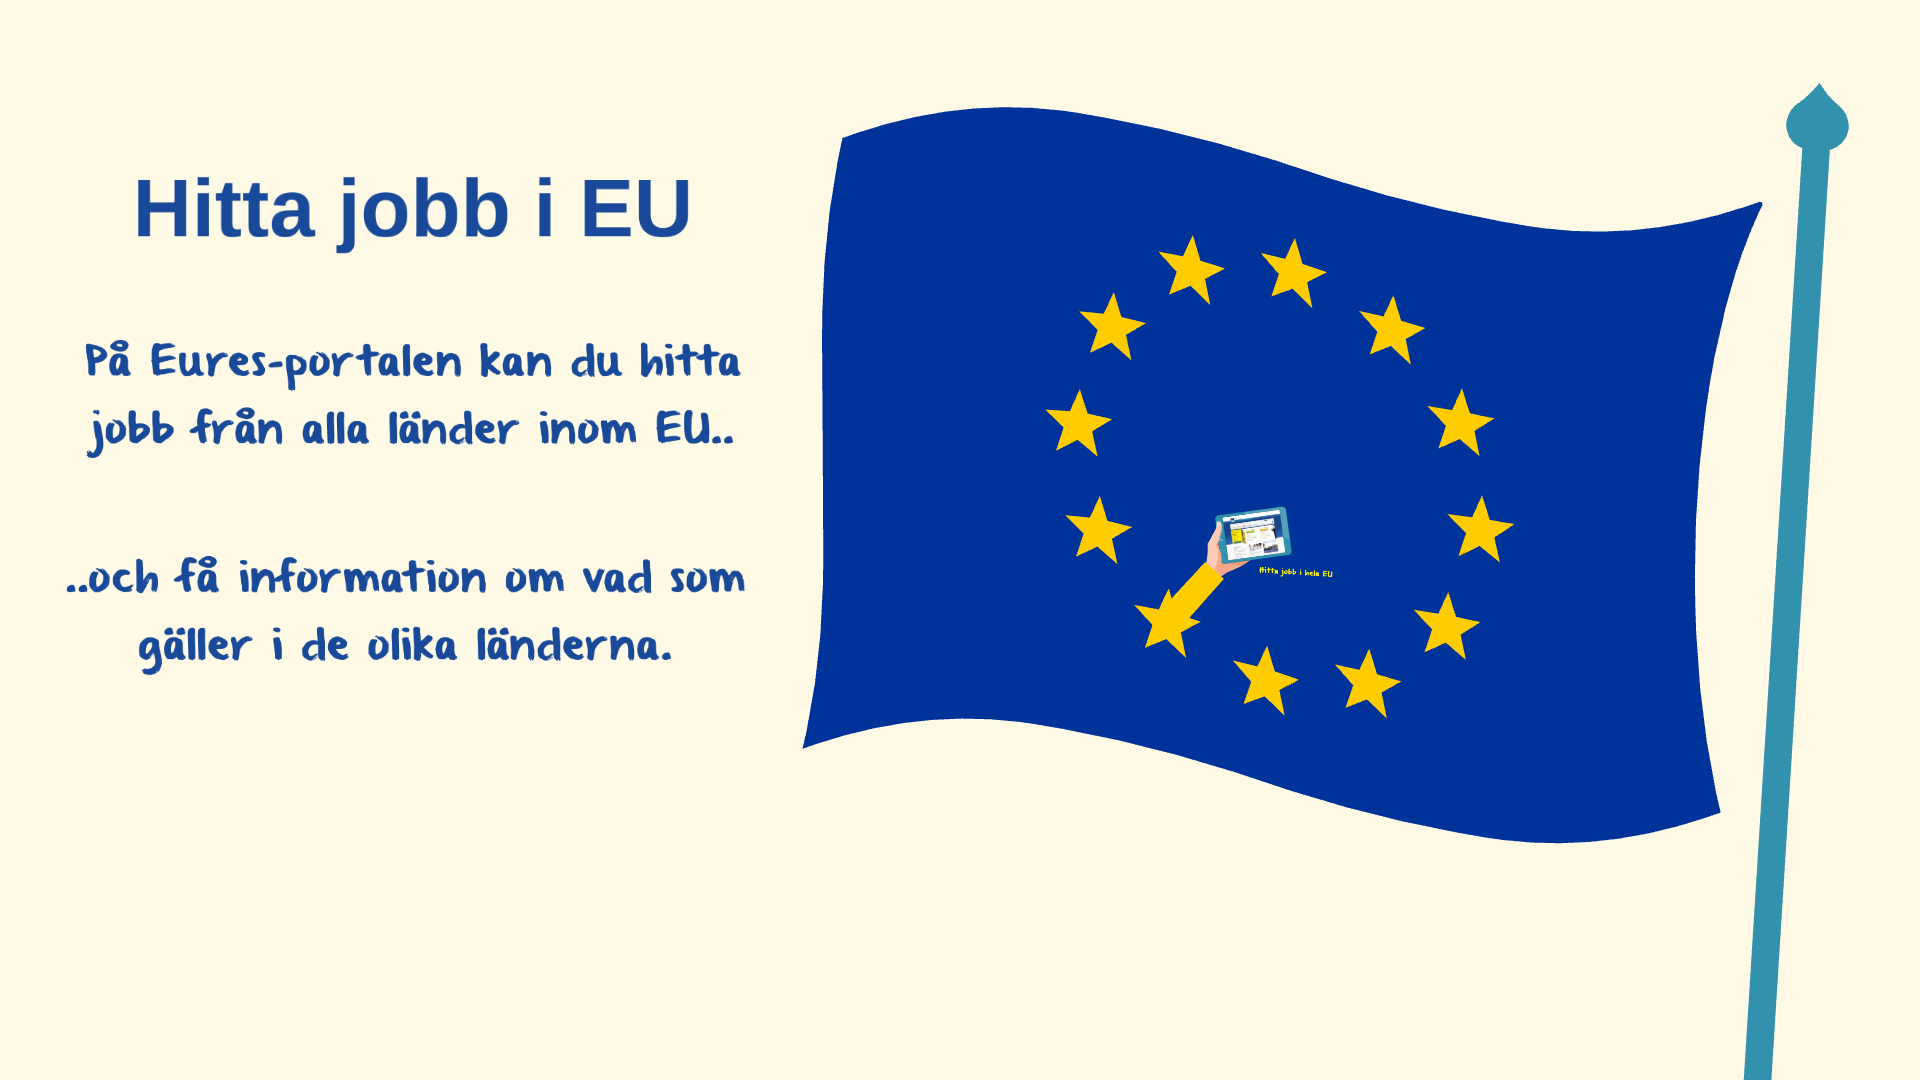 Hitta jobb i EU
På Eures-portalen kan du hitta
jobb från alla länder inom EU..
..och få information om vad som
gäller i de olika länderna.
Hitta jobb i hela EU